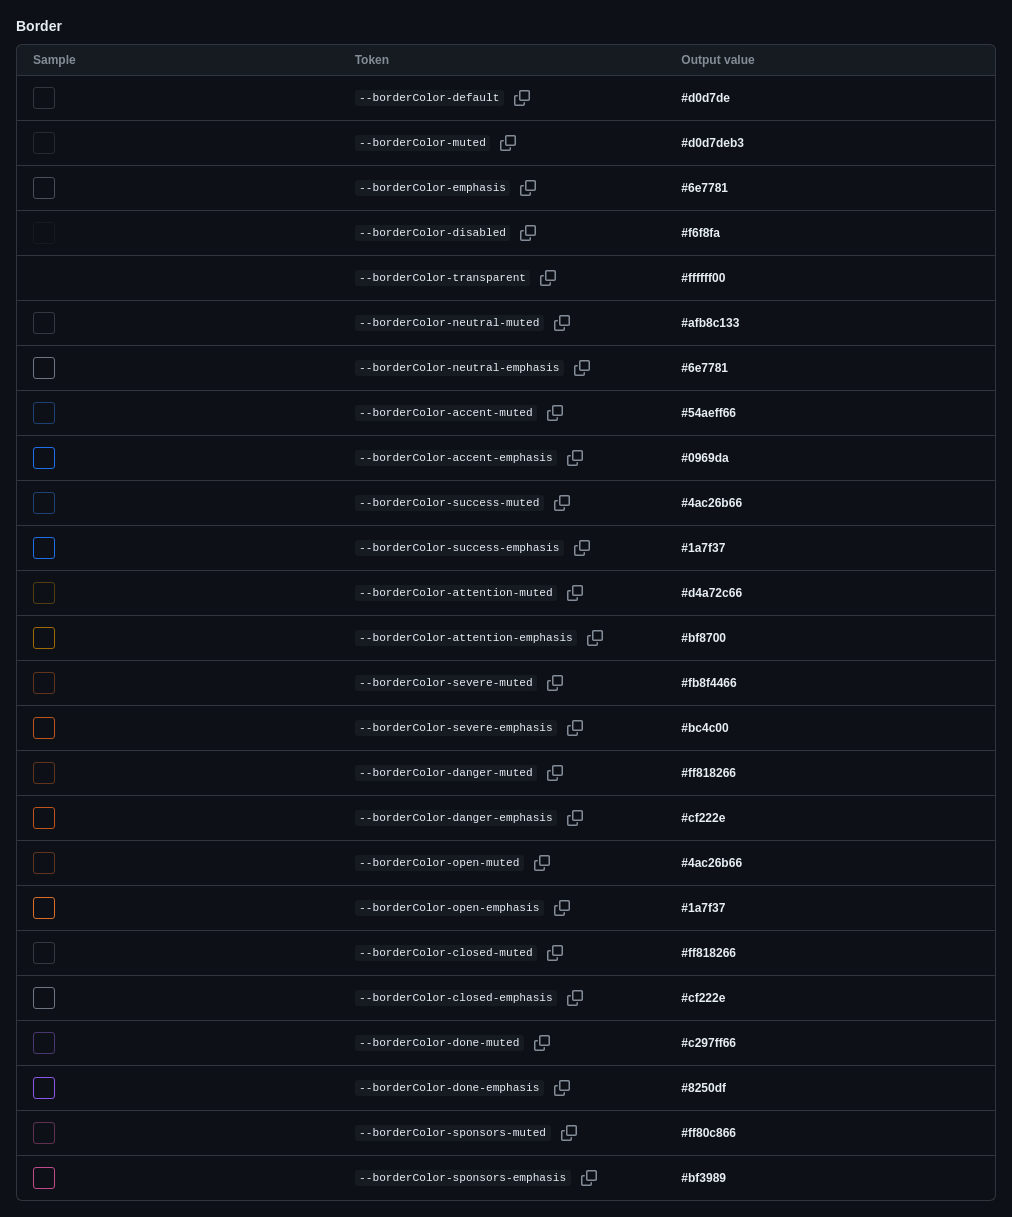 Border
Sample Token Output value
--borderColor-default #d0d7de
--borderColor-muted #d0d7deb3
--borderColor-emphasis #6e7781
--borderColor-disabled #f6f8fa
--borderColor-transparent #ffffff00
--borderColor-neutral-muted #afb8c133
--borderColor-neutral-emphasis #6e7781
--borderColor-accent-muted #54aeff66
--borderColor-accent-emphasis #0969da
--borderColor-success-muted #4ac26b66
--borderColor-success-emphasis #1a7f37
--borderColor-attention-muted #d4a72c66
--borderColor-attention-emphasis #bf8700
--borderColor-severe-muted #fb8f4466
--borderColor-severe-emphasis #bc4c00
--borderColor-danger-muted #ff818266
--borderColor-danger-emphasis #cf222e
--borderColor-open-muted #4ac26b66
--borderColor-open-emphasis #1a7f37
--borderColor-closed-muted #ff818266
--borderColor-closed-emphasis #cf222e
--borderColor-done-muted #c297ff66
--borderColor-done-emphasis #8250df
--borderColor-sponsors-muted #ff80c866
--borderColor-sponsors-emphasis #bf3989